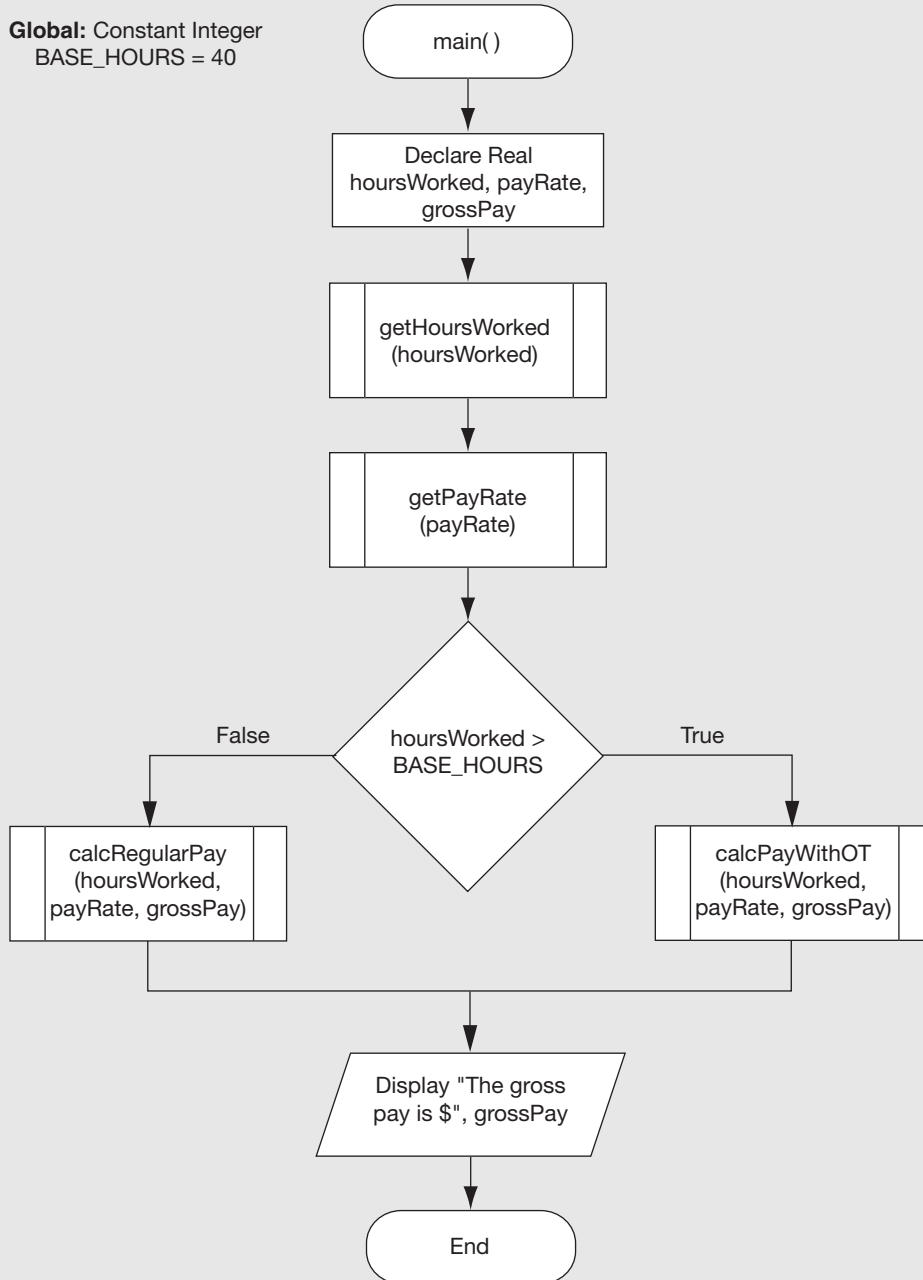 Global: Constant Integer
BASE_HOURS = 40
main( )
Declare Real
hoursWorked, payRate,
grossPay
getHoursWorked
(hoursWorked)
getPayRate
(payRate)
hoursWorked >
BASE_HOURS
False
True
calcRegularPay
(hoursWorked,
payRate, grossPay)
calcPayWithOT
(hoursWorked,
payRate, grossPay)
Display "The gross
pay is $", grossPay
End